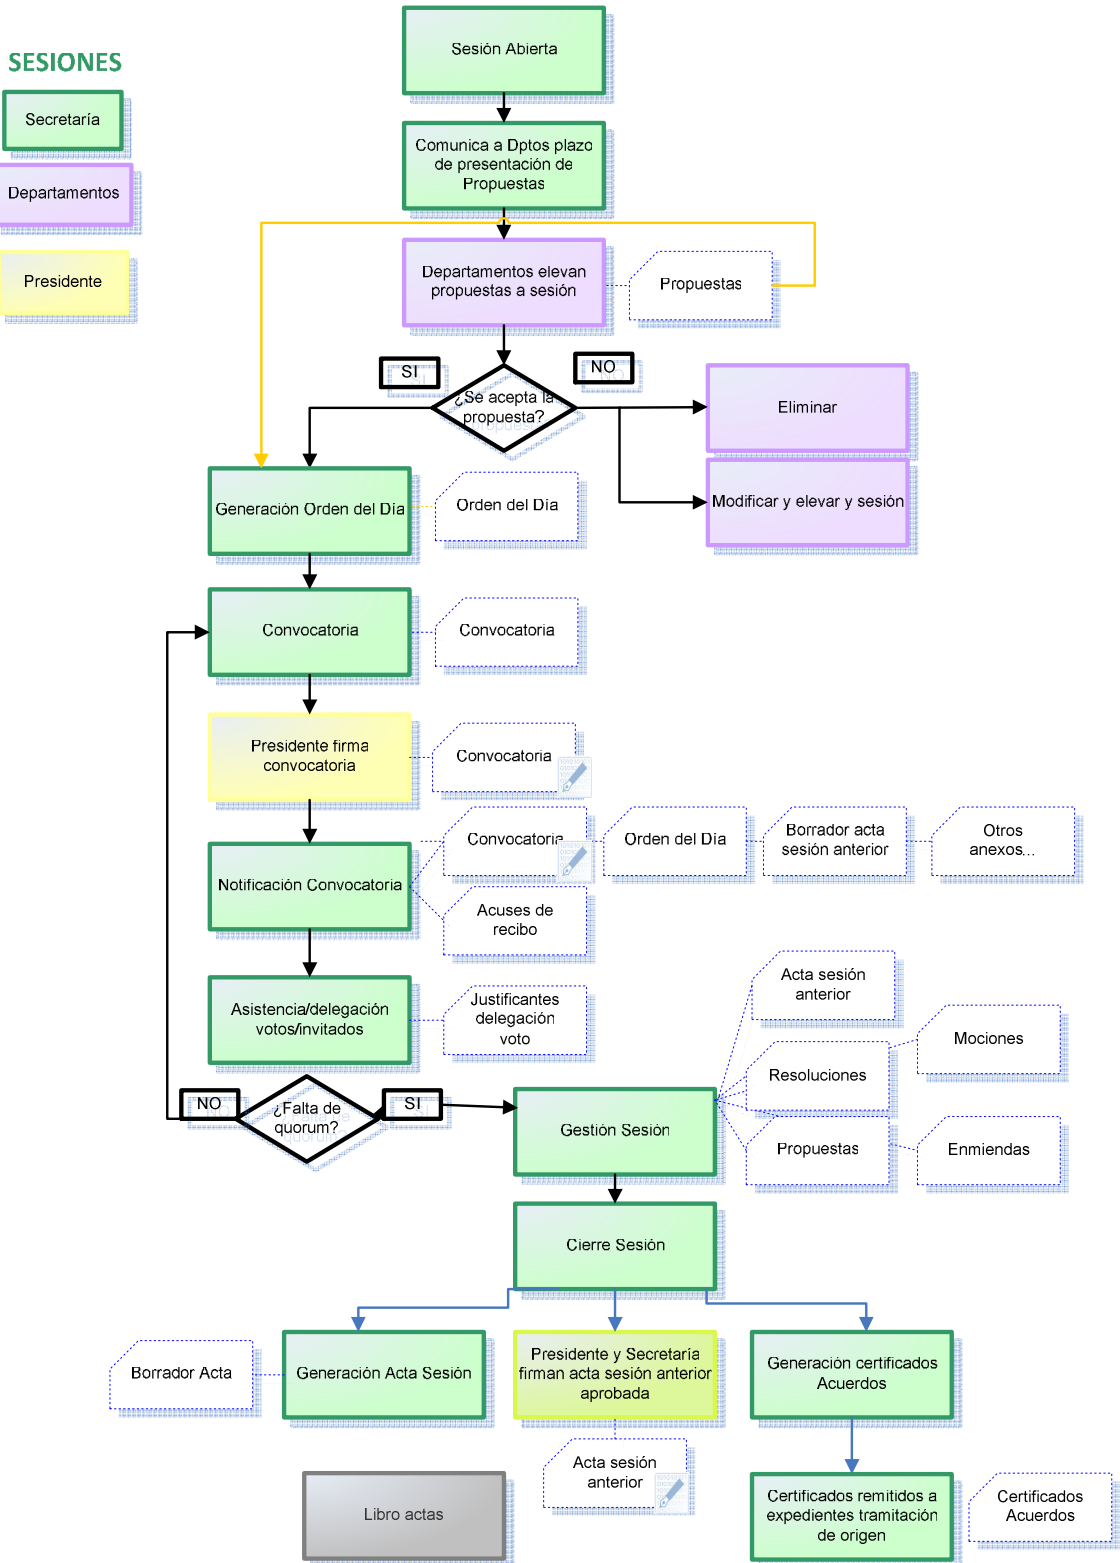 SESIONES
Secretaría
Departamentos
Presidente
Sesión Abierta
Comunica a Dptos plazo
de presentación de
Propuestas
Departamentos elevan
propuestas a sesión
Propuestas
SI
NO
¿Se acepta la
propuesta?
Eliminar
Modificar y elevar y sesión
Generación Orden del Día
Orden del Día
Convocatoria
Convocatoria
Presidente firma
convocatoria
Convocatoria
Notificación Convocatoria
Convocatoria
Orden del Día
Borrador acta
sesión anterior
Otros
anexos...
Acuses de
recibo
Asistencia/delegación
votos/invitados
Justificantes
delegación
voto
Acta sesión
anterior
Resoluciones
Mociones
Propuestas
Enmiendas
NO
¿Falta de
quorum?
SI
Gestión Sesión
Cierre Sesión
Borrador Acta
Generación Acta Sesión
Presidente y Secretaría
firman acta sesión anterior
aprobada
Generación certificados
Acuerdos
Acta sesión
anterior
Libro actas
Certificados remitidos a
expedientes tramitación
de origen
Certificados
Acuerdos